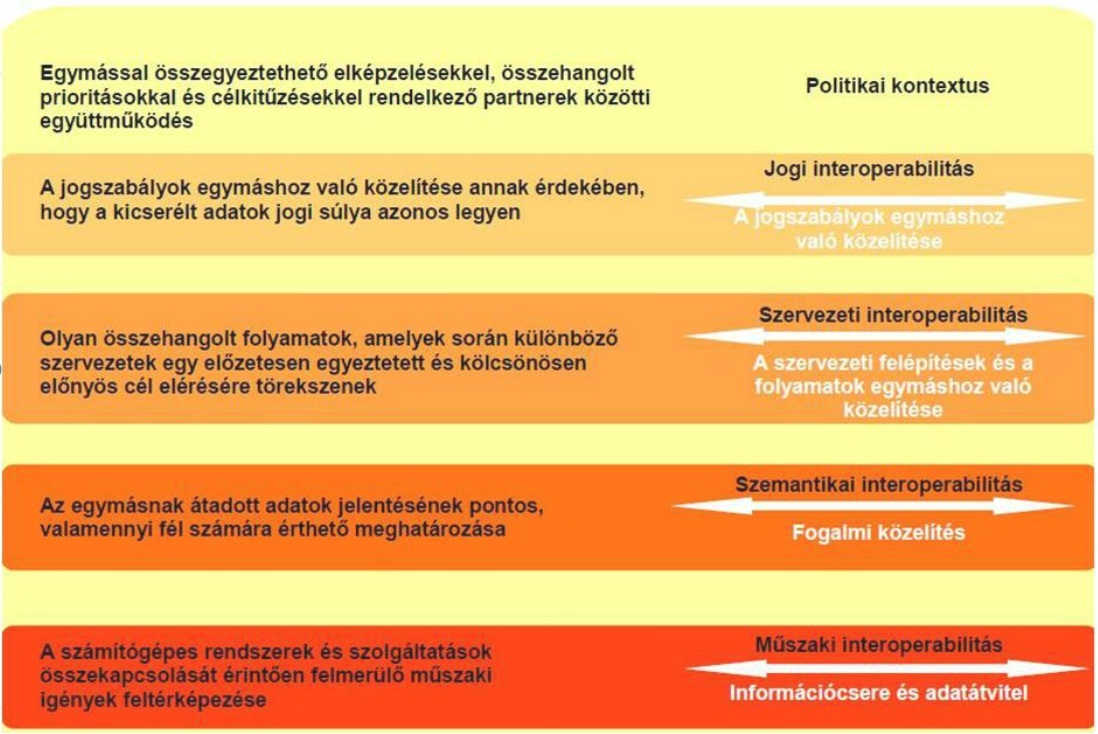 Egymással összegyeztethető elképzelésekkel, összehangolt
prioritásokkal és célkitűzésekkel rendelkező partnerek közötti
együttműködés
Politikai kontextus
A jogszabályok egymáshoz való közelítése annak érdekében,
hogy a kicserélt adatok jogi súlya azonos legyen
Jogi interoperabilitás
A jogszabályok egymáshoz
való közelítése
Olyan összehangolt folyamatok, amelyek során különböző
szervezetek egy előzetesen egyeztetett és kölcsönösen
előnyös cél elérésére törekszenek
Szervezeti interoperabilitás
A szervezeti felépítések és a
folyamatok egymáshoz való
közelítése
Az egymásnak átadott adatok jelentésének pontos,
valamennyi fél számára érthető meghatározása
Szemantikai interoperabilitás
Fogalmi közelítés
A számítógépes rendszerek és szolgáltatások
összekapcsolását érintően felmerülő műszaki
igények feltérképezése
Műszaki interoperabilitás
Információcsere és adatátvitel